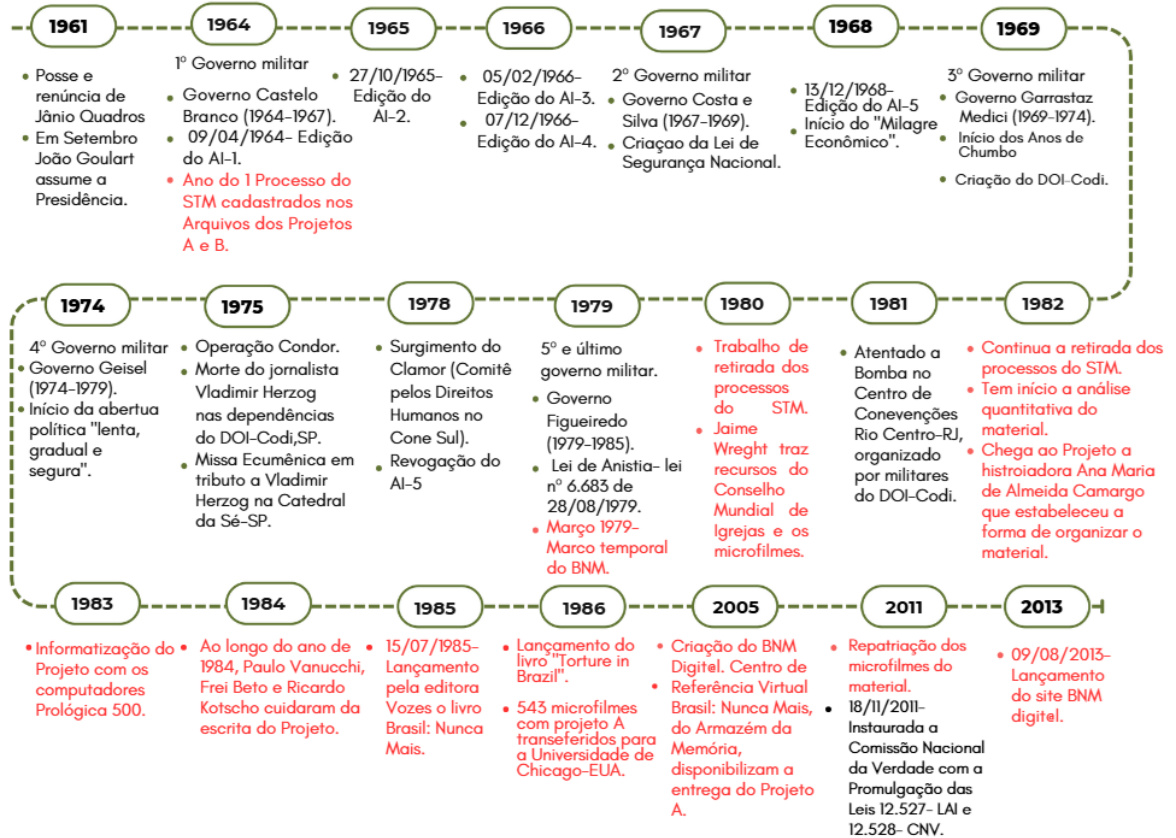 1961
Posse e
renúncia de
Jânio Quadros
Em Setembro
João Goulart
assume a
Presidência.
1964
1º Governo militar
Governo Castelo
Branco (1964-1967).
09/04/1964- Edição
do AI-1.
Ano do 1 Processo do
STM cadastrados nos
Arquivos dos Projetos
A e B.
1965
27/10/1965-
Edição do
AI-2.
1966
05/02/1966-
Edição do AI-3.
07/12/1966-
Edição do AI-4.
1967
2º Governo militar
Governo Costa e
Silva (1967-1969).
Criaçao da Lei de
Segurança Nacional.
1968
13/12/1968-
Edição do AI-5
Início do "Milagre
Econômico".
1969
3º Governo militar
Governo Garrastaz
Medici (1969-1974).
Início dos Anos de
Chumbo
Criação do DOI-Codi.
1974
4º Governo militar
Governo Geisel
(1974-1979).
Início da abertua
política "lenta,
gradual e
segura".
1975
Operação Condor.
Morte do jornalista
Vladimir Herzog
nas dependências
do DOI-Codi,SP.
Missa Ecumênica em
tributo a Vladimir
Herzog na Catedral
da Sé-SP.
1978
Surgimento do
Clamor (Comitê
pelos Direitos
Humanos no
Cone Sul).
Revogação do
AI-5
1979
5º e último
governo militar.
Governo
Figueiredo
(1979-1985).
Lei de Anistia- lei
nº 6.683 de
28/08/1979.
Março 1979-
Marco temporal
do BNM.
1980
Trabalho de
retirada dos
processos
do STM.
Jaime
Wreght traz
recursos do
Conselho
Mundial de
Igrejas e os
microfilmes.
1981
Atentado a
Bomba no
Centro de
Conevenções
Rio Centro-RJ,
organizado
por militares
do DOI-Codi.
1982
Continua a retirada dos
processos do STM.
Tem início a análise
quantitativa do
material.
Chega ao Projeto a
histroiadora Ana Maria
de Almeida Camargo
que estabeleceu a
forma de organizar o
material.
1983
Informatização do
Projeto com os
computadores
Prológica 500.
1984
Ao longo do ano de
1984, Paulo Vanucchi,
Frei Beto e Ricardo
Kotscho cuidaram da
escrita do Projeto.
1985
15/07/1985-
Lançamento
pela editora
Vozes o livro
Brasil: Nunca
Mais.
1986
Lançamento do
livro "Torture in
Brazil".
543 microfilmes
com projeto A
transeferidos para
a Universidade de
Chicago-EUA.
2005
Criação do BNM
Digit@l. Centro de
Referência Virtual
Brasil: Nunca Mais,
do Armazém da
Memória,
disponibilizam a
entrega do Projeto
A.
2011
Repatriação dos
microfilmes do
material.
18/11/2011-
Instaurada a
Comissão Nacional
da Verdade com a
Promulgação das
Leis 12.527- LAI e
12.528- CNV.
2013
09/08/2013-
Lançamento
do site BNM
digit@l.